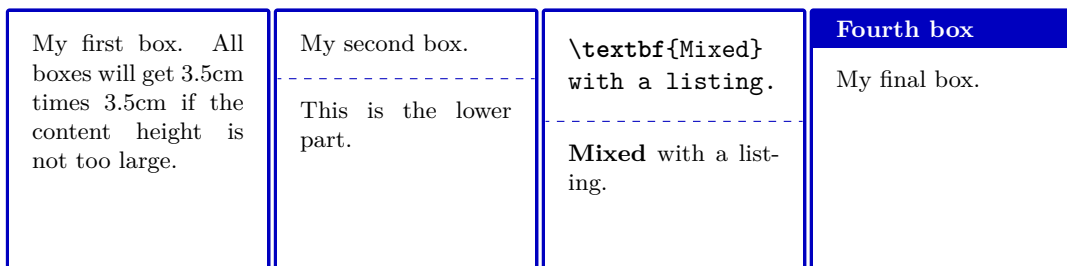 My first box. All
boxes will get 3.5cm
times 3.5cm if the
content height is
not too large.
My second box.
This is the lower
part.
\textbf{Mixed}
with a listing.
Mixed with a list-
ing.
Fourth box
My final box.